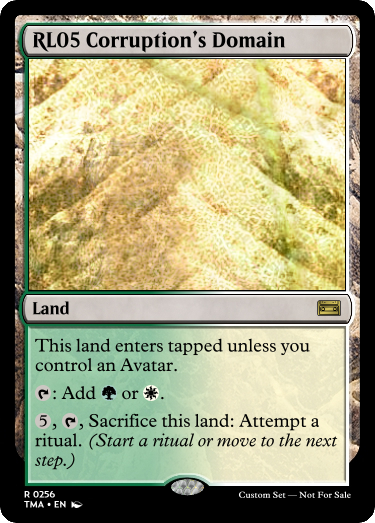 RL05 Corruption's Domain
Land
This land enters tapped unless you
control an Avatar.
: Add or .
5, , Sacrifice this land: Attempt a
ritual. (Start a ritual or move to the next
step.)
R 0256
TMA • EN
Custom Set — Not For Sale